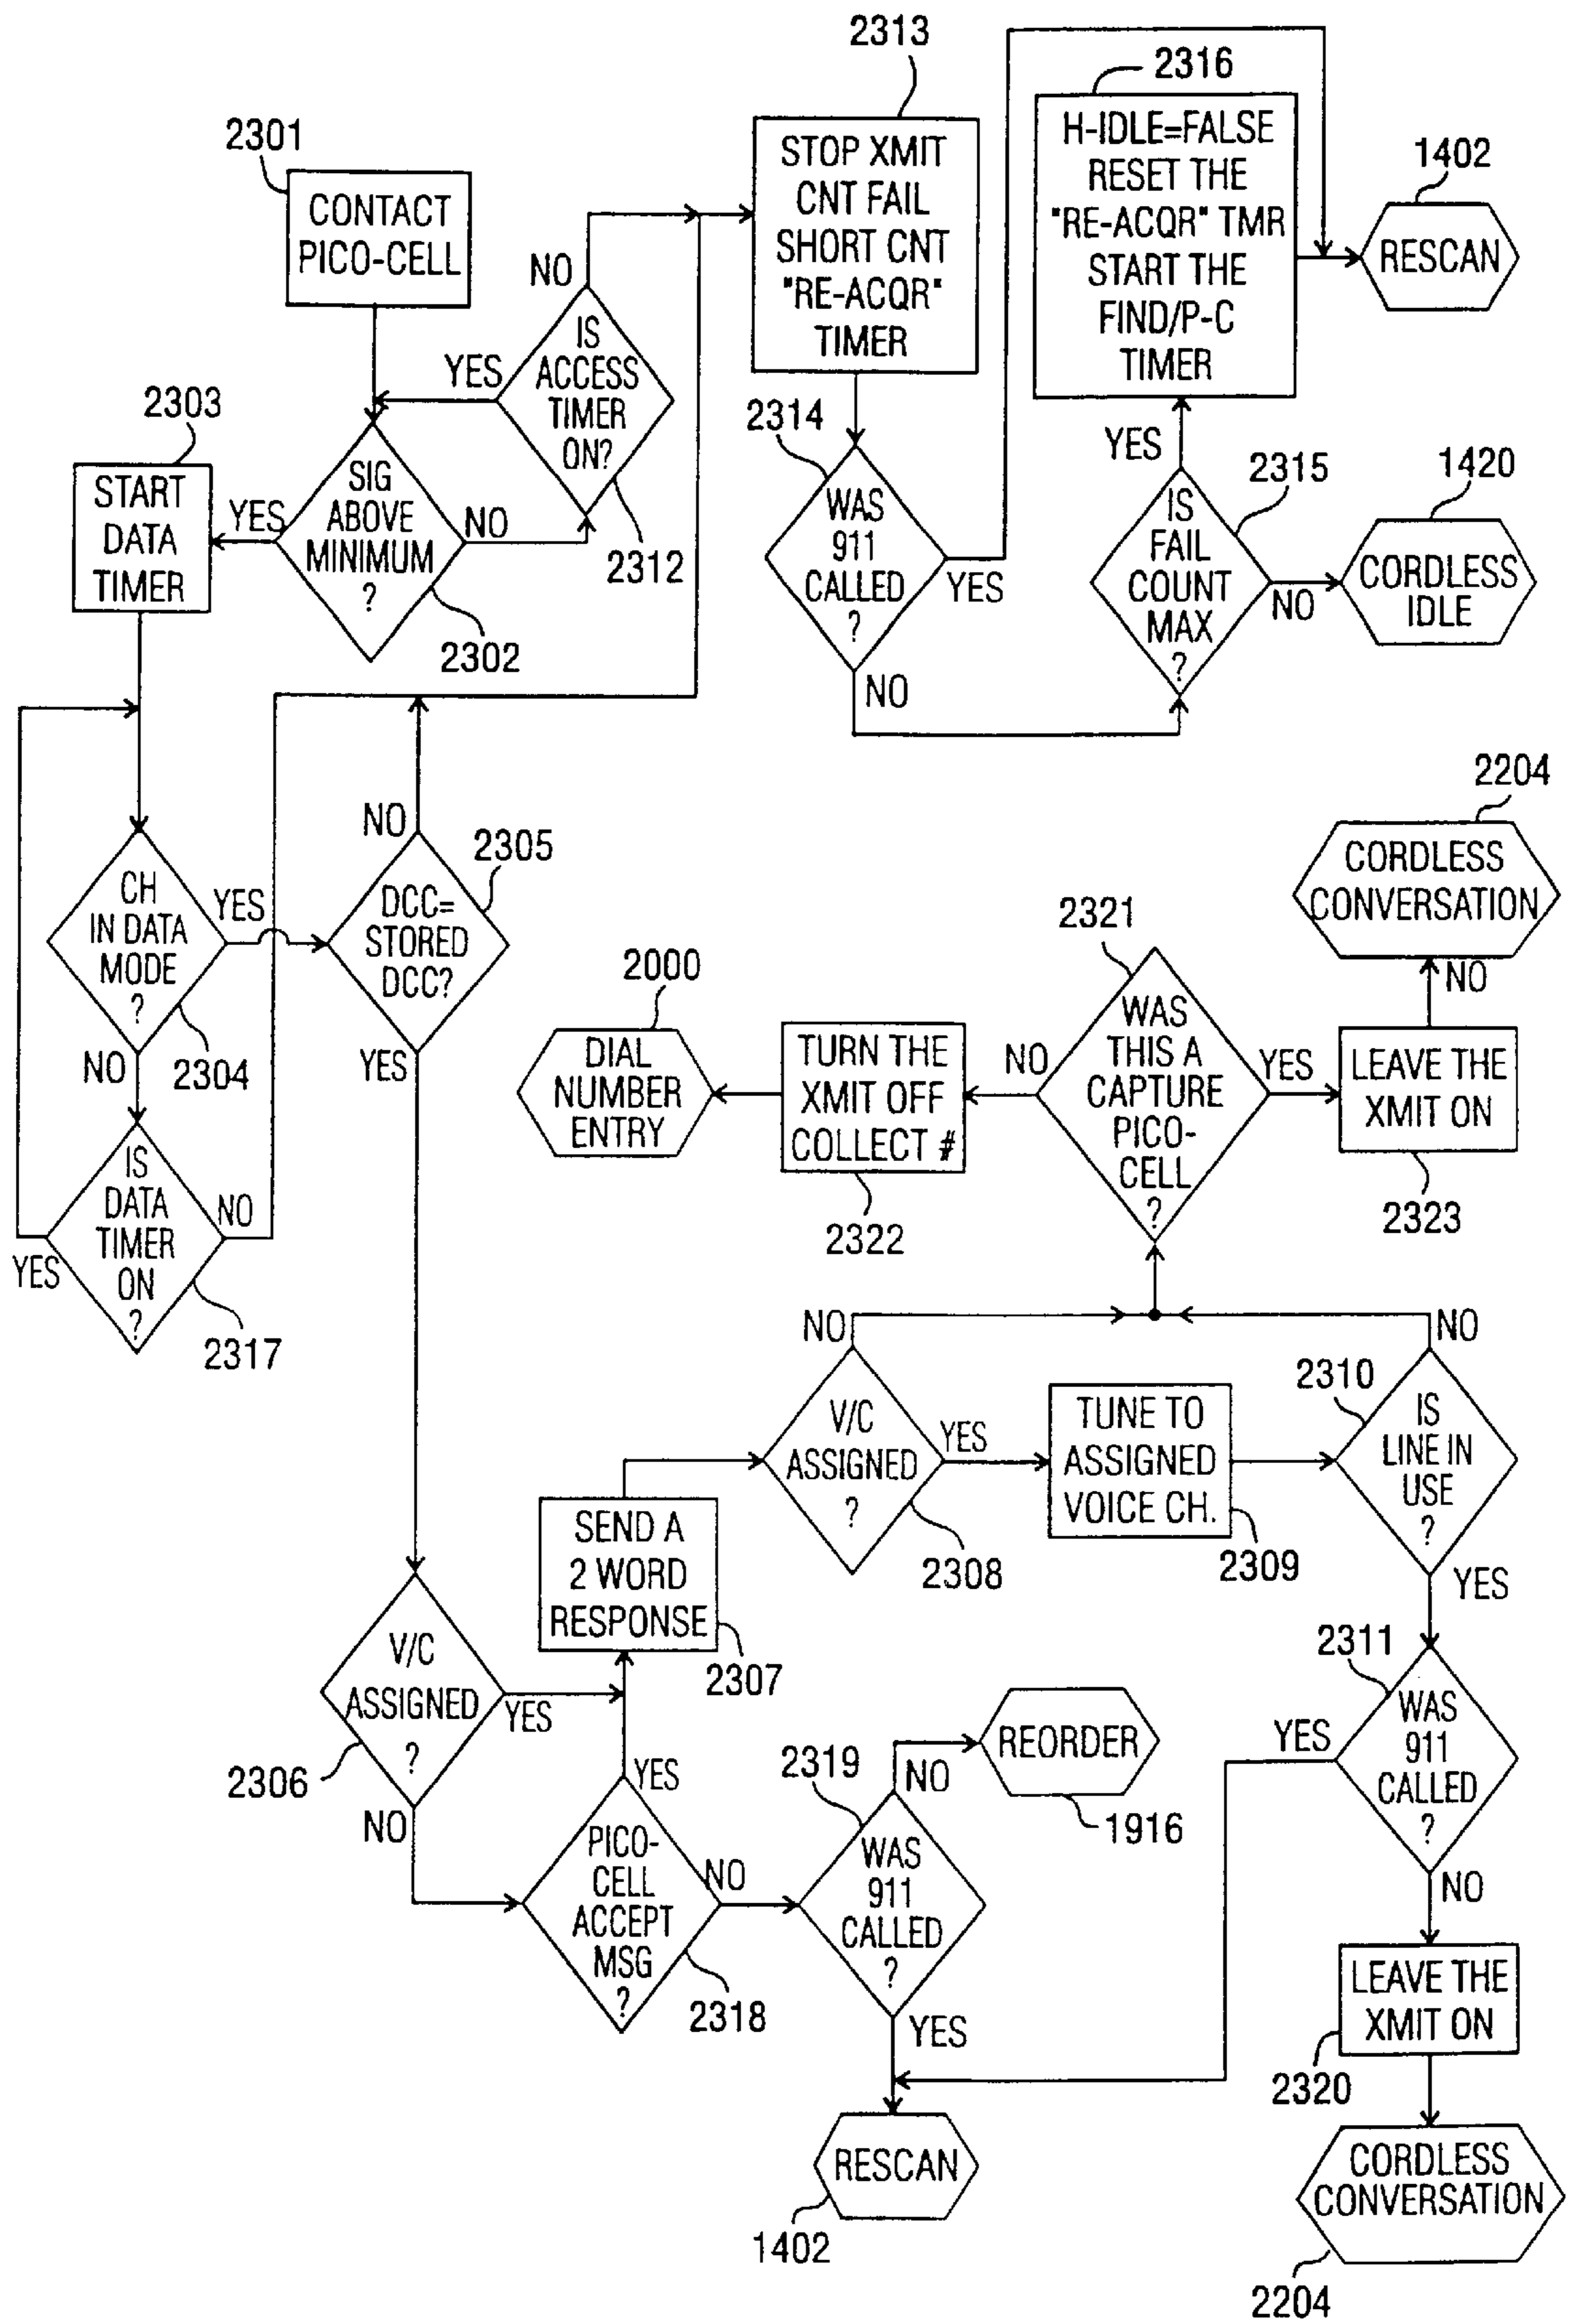 2301
CONTACT
PICO-CELL
2303
START
DATA
TIMER
YES
SIG
ABOVE
MINIMUM
?
2302
NO
YES
IS
ACCESS
TIMER
ON?
2312
NO
2313
STOP XMIT
CNT FAIL
SHORT CNT
"RE-ACQR"
TIMER
2314
WAS
911
CALLED
?
YES
NO
2316
H-IDLE=FALSE
RESET THE
"RE-ACQR" TMR
START THE
FIND/P-C
TIMER
1402
RESCAN
YES
2315
IS
FAIL
COUNT
MAX
?
NO
1420
CORDLESS
IDLE
CH
IN DATA
MODE
?
2304
YES
NO
IS
DATA
TIMER
ON
?
2317
YES
NO
NO
2305
DCC=
STORED
DCC?
YES
2204
CORDLESS
CONVERSATION
NO
2321
WAS
THIS A
CAPTURE
PICO-
CELL
?
NO
YES
2000
DIAL
NUMBER
ENTRY
TURN THE
XMIT OFF
COLLECT #
2322
LEAVE THE
XMIT ON
2323
NO
V/C
ASSIGNED
?
2308
YES
TUNE TO
ASSIGNED
VOICE CH.
2309
NO
2310
IS
LINE IN
USE
?
YES
SEND A
2 WORD
RESPONSE
2307
V/C
ASSIGNED
?
2306
YES
NO
YES
PICO-
CELL
ACCEPT
MSG
?
2318
NO
2319
WAS
911
CALLED
?
NO
REORDER
1916
YES
2311
WAS
911
CALLED
?
YES
NO
LEAVE THE
XMIT ON
2320
RESCAN
1402
CORDLESS
CONVERSATION
2204